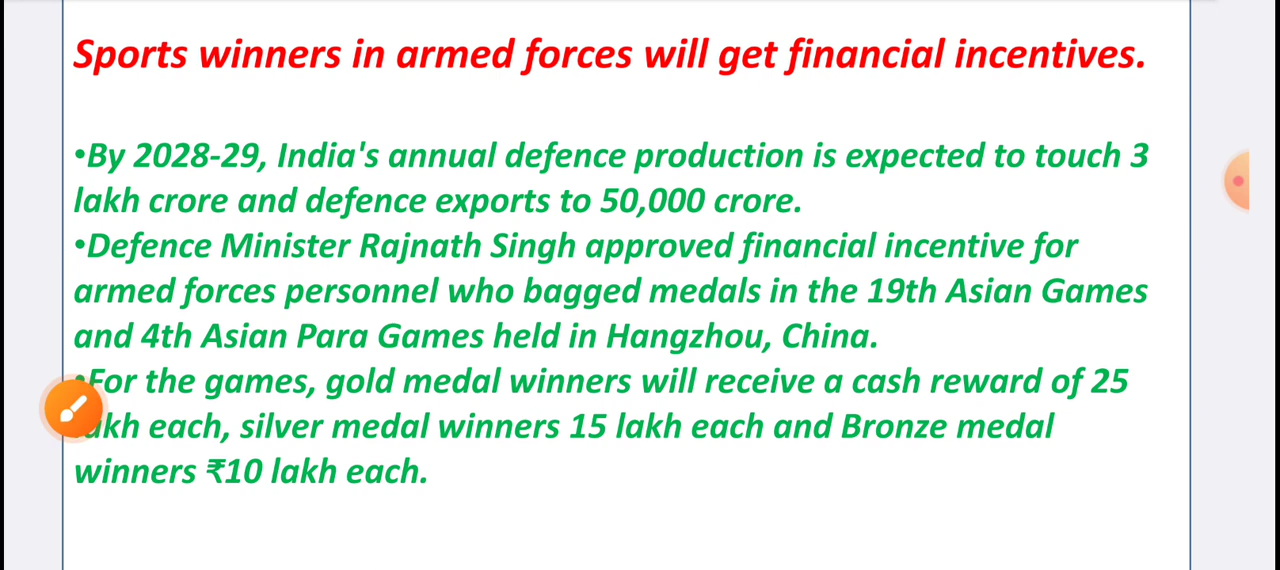 Sports winners in armed forces will get financial incentives.
•By 2028-29, India's annual defence production is expected to touch 3
lakh crore and defence exports to 50,000 crore.
•Defence Minister Rajnath Singh approved financial incentive for
armed forces personnel who bagged medals in the 19th Asian Games
and 4th Asian Para Games held in Hangzhou, China.
•For the games, gold medal winners will receive a cash reward of 25
lakh each, silver medal winners 15 lakh each and Bronze medal
winners ₹10 lakh each.